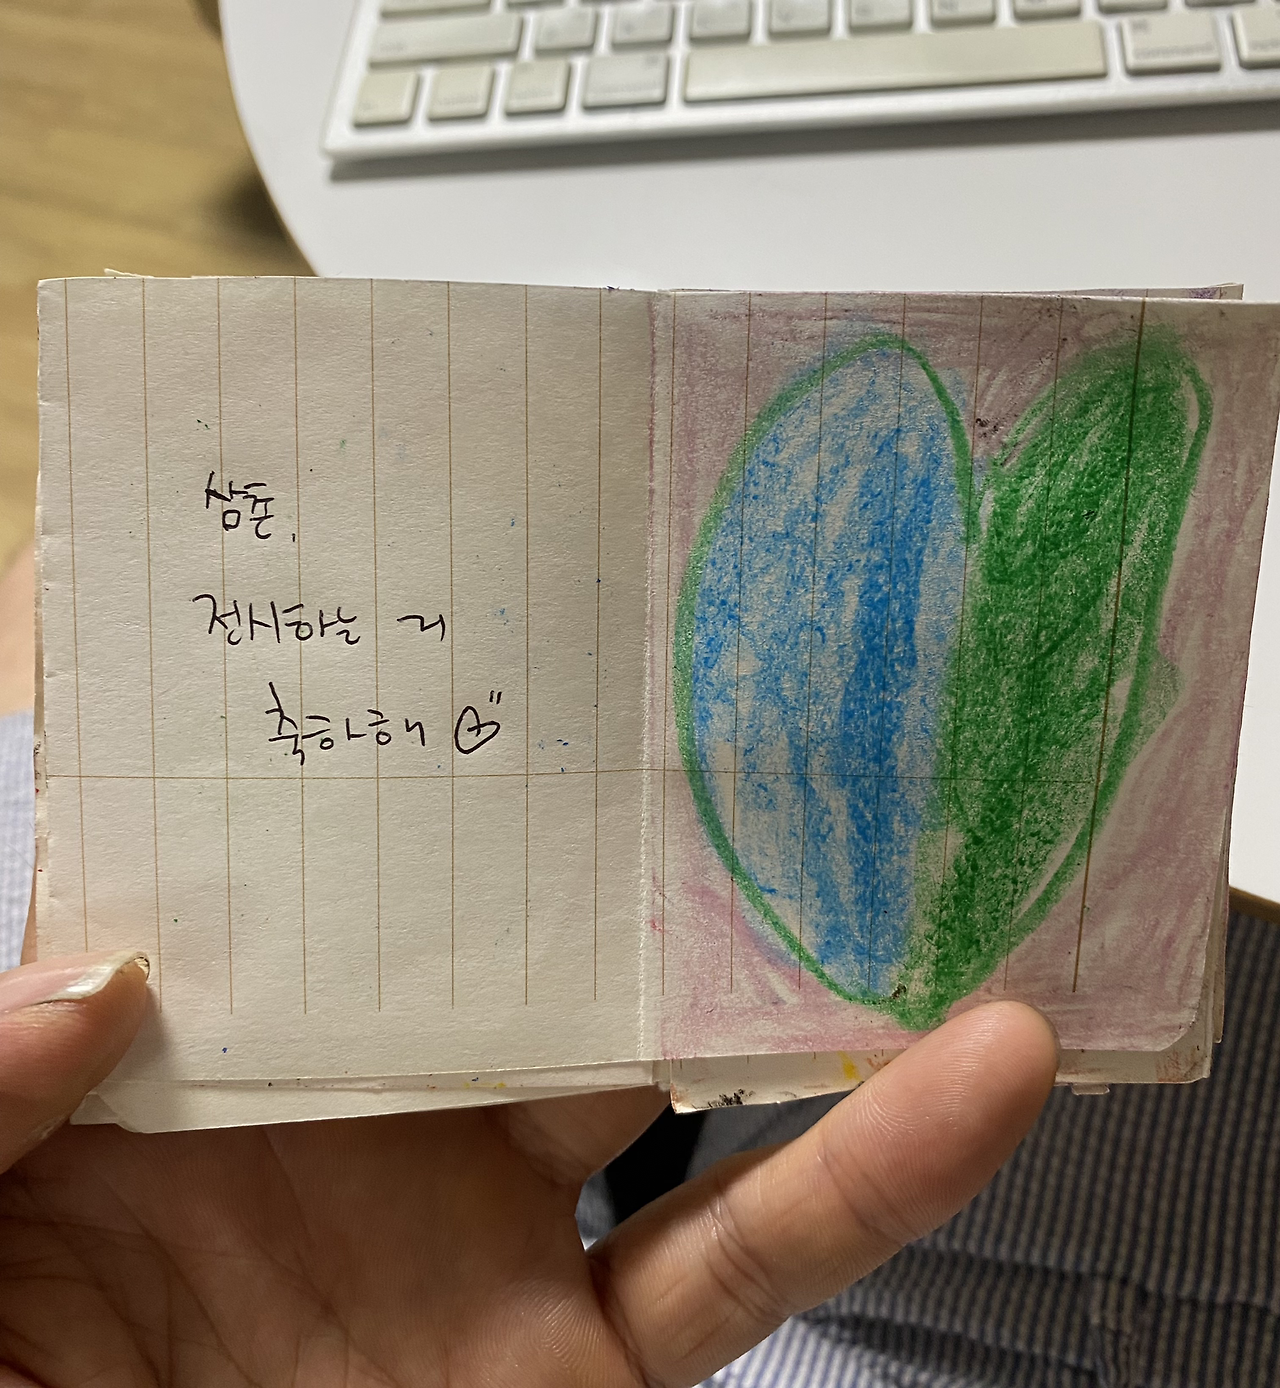 삼촌,
전시하는 거
축하해